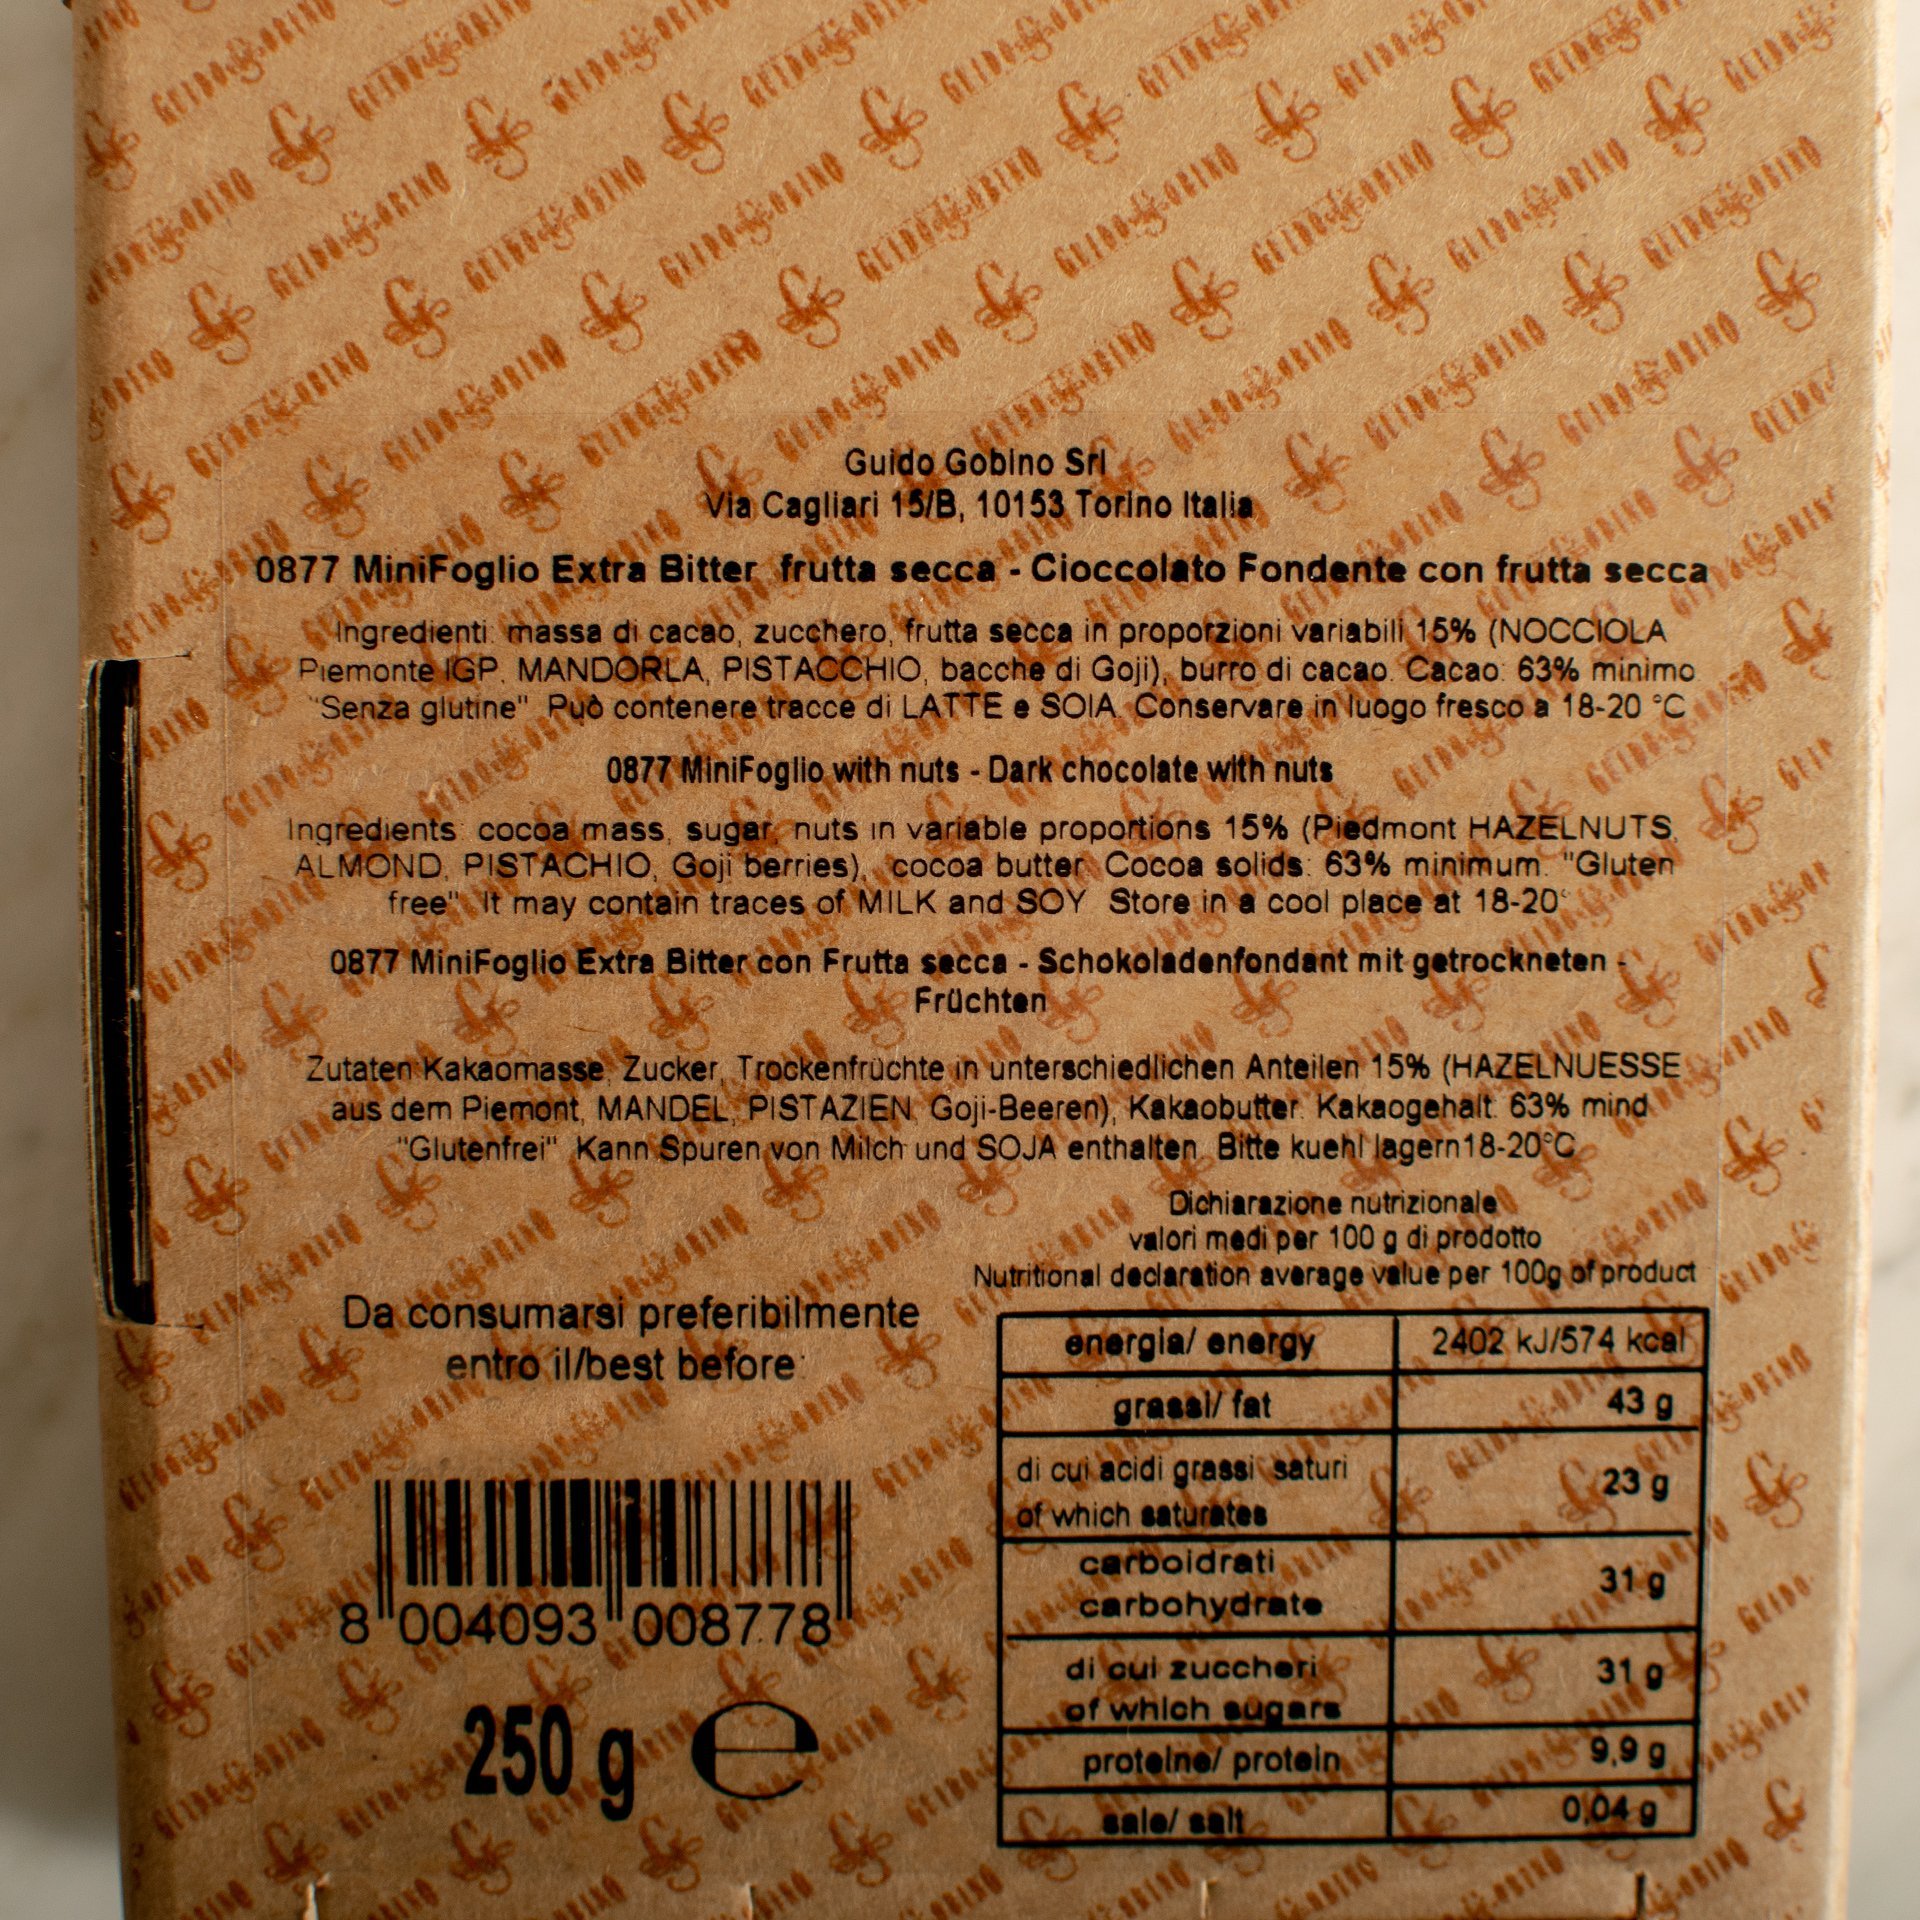 Guido Gobino Srl
Via Cagliari 15/B, 10153 Torino Italia
0877 MiniFoglio Extra Bitter frutta secca - Cioccolato Fondente con frutta secca
Ingredienti: massa di cacao, zucchero, frutta secca in proporzioni variabili 15% (NOCCIOLA
Piemonte IGP, MANDORLA, PISTACCHIO, bacche di Goji), burro di cacao. Cacao: 63% minimo
"Senza glutine" Può contenere tracce di LATTE e SOIA. Conservare in luogo fresco a 18-20 °C
0877 MiniFoglio with nuts - Dark chocolate with nuts
Ingredients: cocoa mass, sugar, nuts in variable proportions 15% (Piedmont HAZELNUTS,
ALMOND, PISTACHIO, Goji berries), cocoa butter. Cocoa solids: 63% minimum. "Gluten
free". It may contain traces of MILK and SOY. Store in a cool place at 18-20°
0877 MiniFoglio Extra Bitter con Frutta secca - Schokoladenfondant mit getrockneten -
Früchten
Zutaten Kakaomasse, Zucker, Trockenfrüchte in unterschiedlichen Anteilen 15% (HAZELNUESSE
aus dem Piemont, MANDEL, PISTAZIEN, Goji-Beeren), Kakaobutter. Kakaogehalt: 63% mind
"Glutenfrei" Kann Spuren von Milch und SOJA enthalten. Bitte kuehl lagern18-20°C
Dichiarazione nutrizionale
valori medi per 100 g di prodotto
Nutritional declaration average value per 100g of product
energia/ energy 2402 kJ/574 kcal
grassi/ fat 43 g
di cui acidi grassi saturi
of which saturates 23 g
carboidrati
carbohydrate 31 g
di cui zuccheri
of which sugars 31 g
proteine/ protein 9,9 g
sale/ salt 0,04 g
Da consumarsi preferibilmente
entro il/best before:
8 004093 008778
250 g e